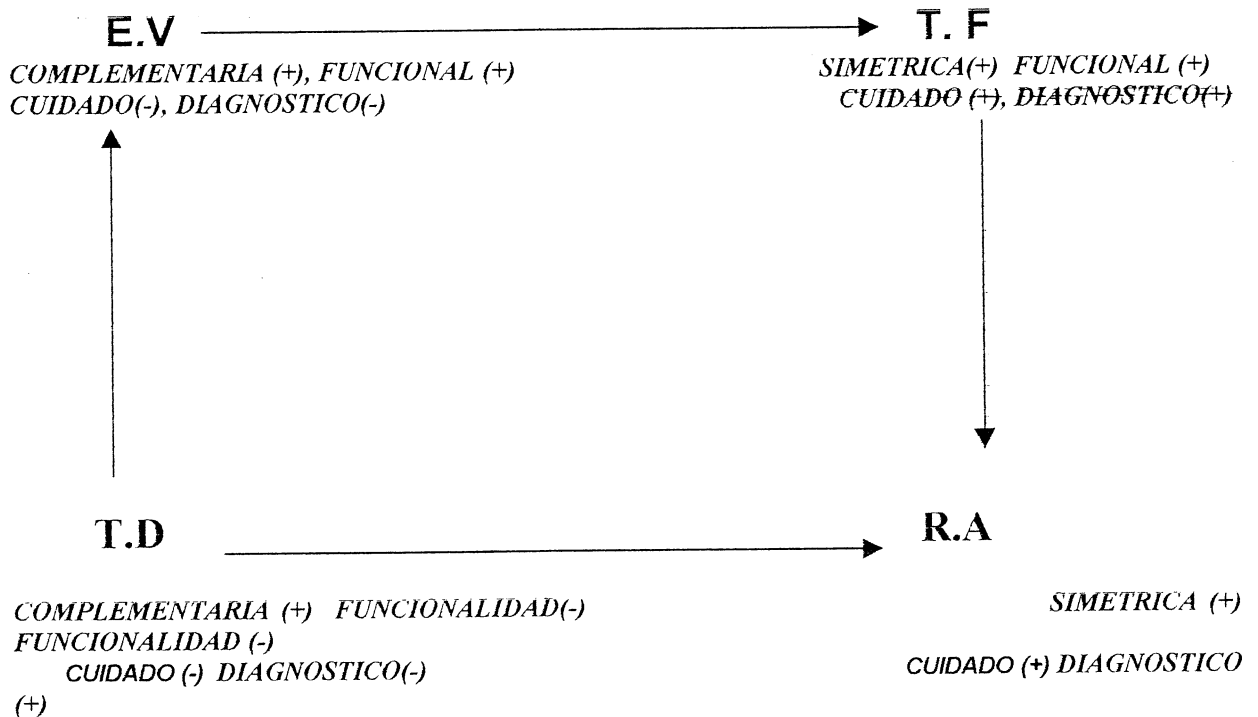 E.V T. F
COMPLEMENTARIA (+), FUNCIONAL (+) SIMETRICA(+) FUNCIONAL (+)
CUIDADO(-), DIAGNOSTICO(-) CUIDADO (+), DIAGNOSTICO(+)
T.D R.A
COMPLEMENTARIA (+) FUNCIONALIDAD(-) SIMETRICA (+)
FUNCIONALIDAD (-)
CUIDADO (-) DIAGNOSTICO(-) CUIDADO (+) DIAGNOSTICO
(+)